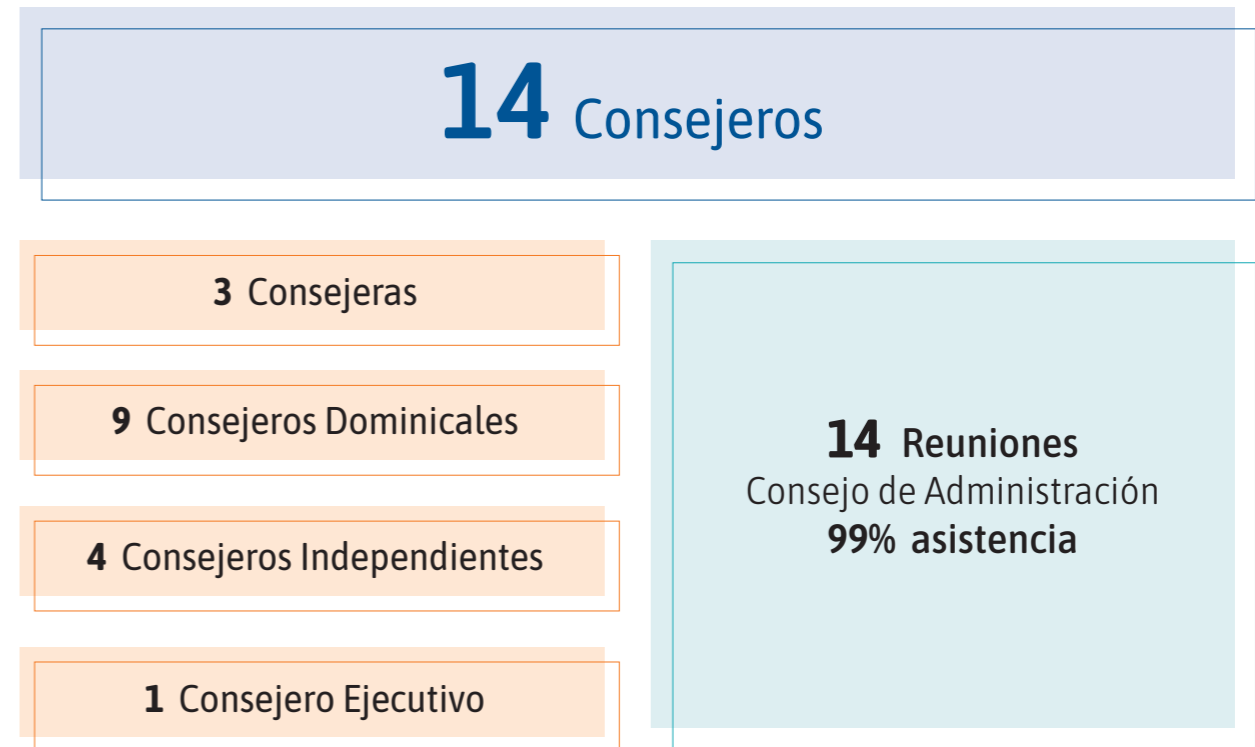 14 Consejeros
3 Consejeras
9 Consejeros Dominicales
4 Consejeros Independientes
1 Consejero Ejecutivo
14 Reuniones
Consejo de Administración
99% asistencia